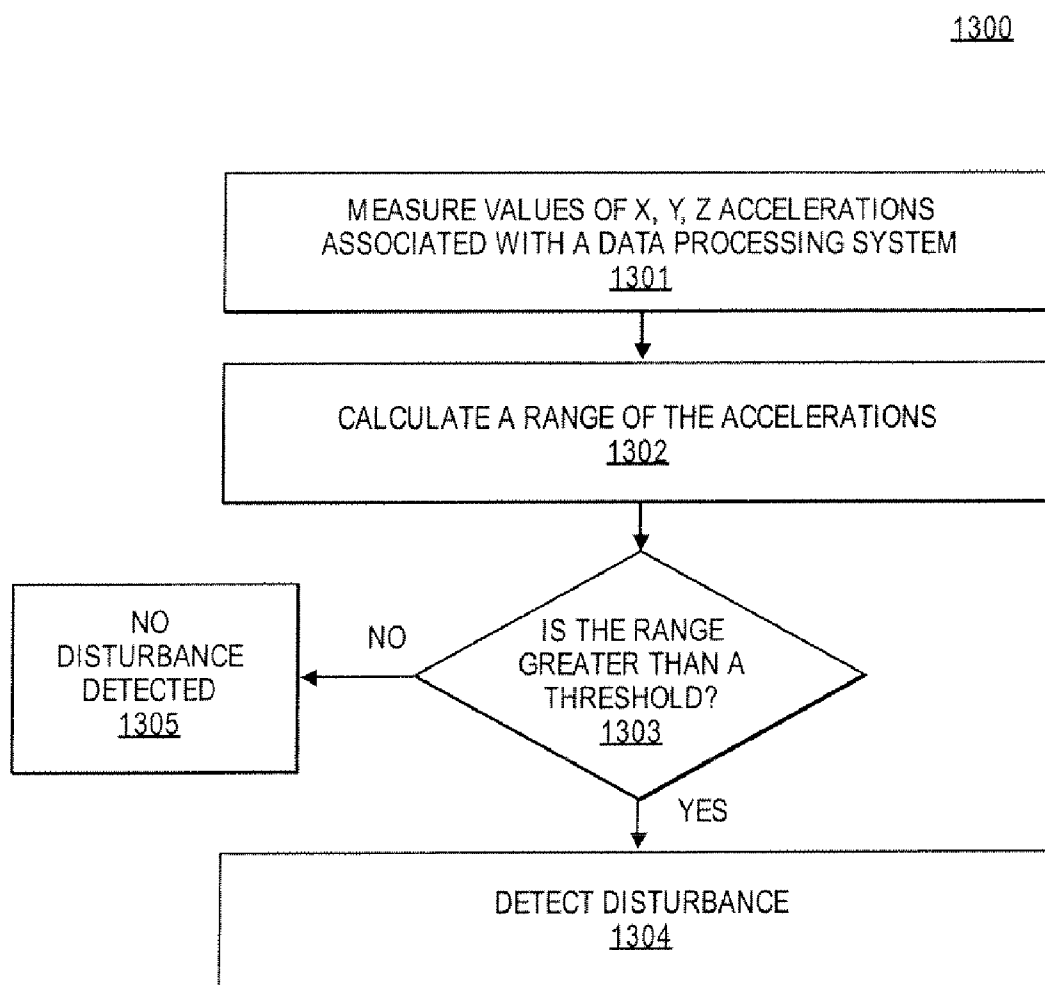 1300
MEASURE VALUES OF X, Y, Z ACCELERATIONS
ASSOCIATED WITH A DATA PROCESSING SYSTEM
1301
CALCULATE A RANGE OF THE ACCELERATIONS
1302
IS THE RANGE
GREATER THAN A
THRESHOLD?
1303
NO
NO
DISTURBANCE
DETECTED
1305
YES
DETECT DISTURBANCE
1304